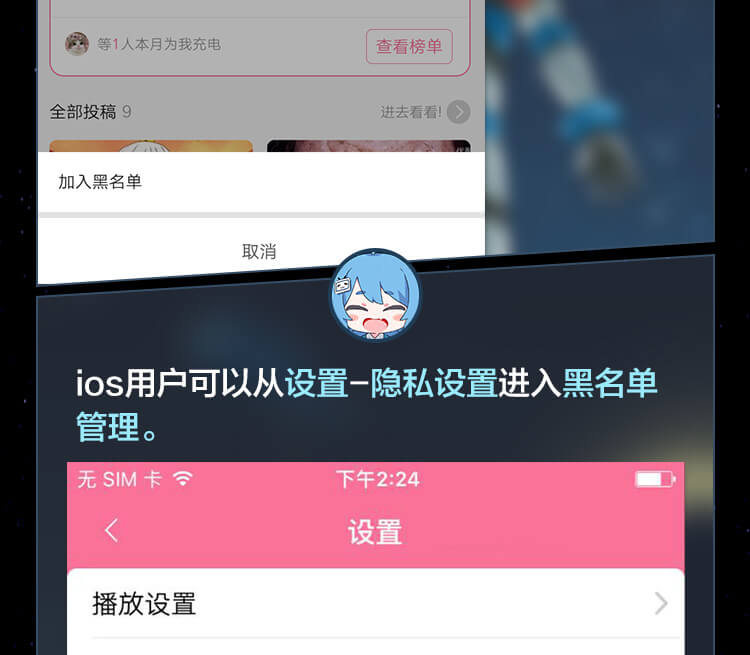 等1人本月为我充电
查看榜单
全部投稿 9
进去看看!
加入黑名单
取消
ios用户可以从设置-隐私设置进入黑名单
管理。
无 SIM 卡
下午2:24
设置
播放设置